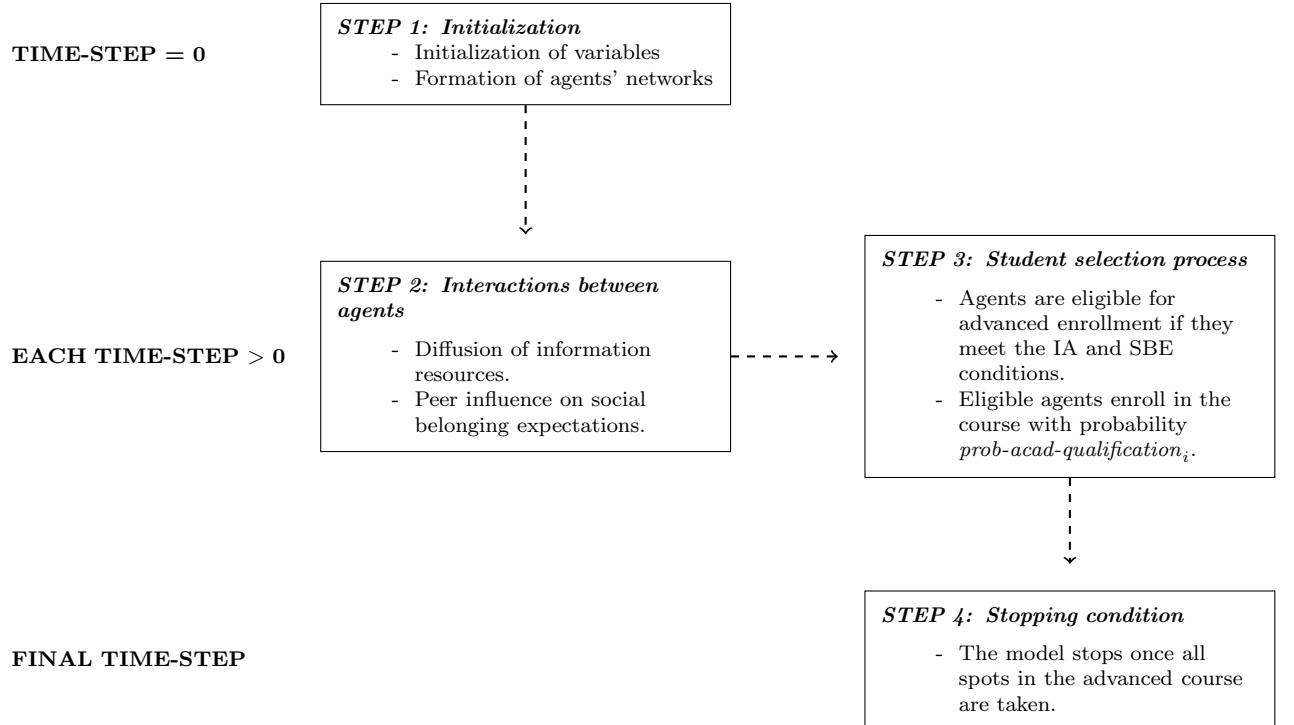 TIME-STEP = 0
STEP 1: Initialization
- Initialization of variables
- Formation of agents’ networks
EACH TIME-STEP > 0
STEP 2: Interactions between
agents
- Diffusion of information
resources.
- Peer influence on social
belonging expectations.
STEP 3: Student selection process
- Agents are eligible for
advanced enrollment if they
meet the IA and SBE
conditions.
- Eligible agents enroll in the
course with probability
prob-acad-qualificationᵢ.
FINAL TIME-STEP
STEP 4: Stopping condition
- The model stops once all
spots in the advanced course
are taken.